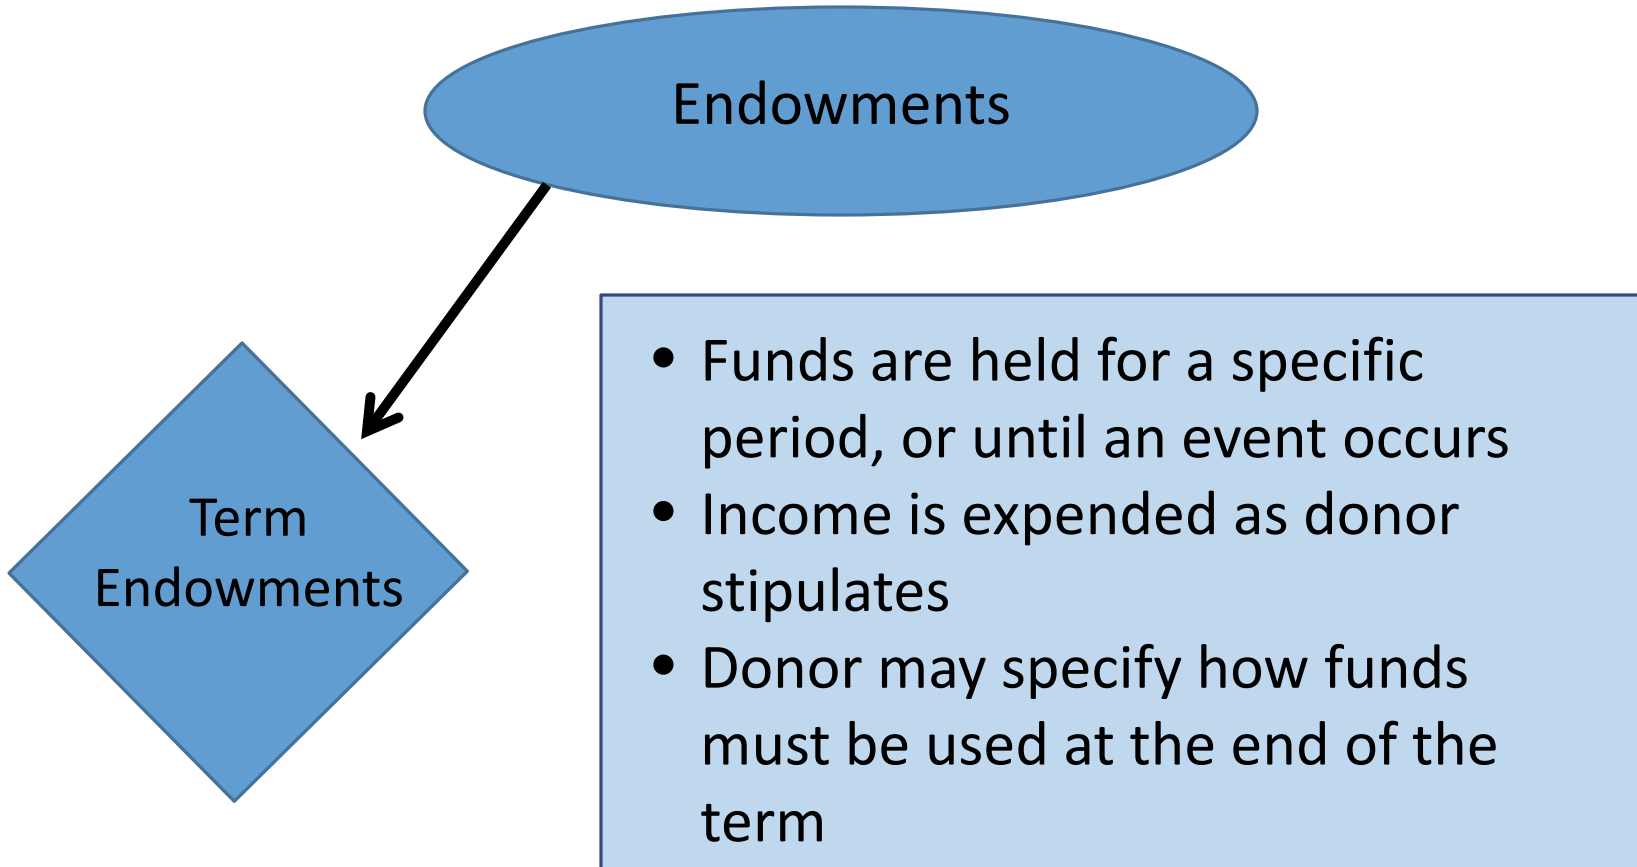 Endowments
Term
Endowments
• Funds are held for a specific
period, or until an event occurs
• Income is expended as donor
stipulates
• Donor may specify how funds
must be used at the end of the
term